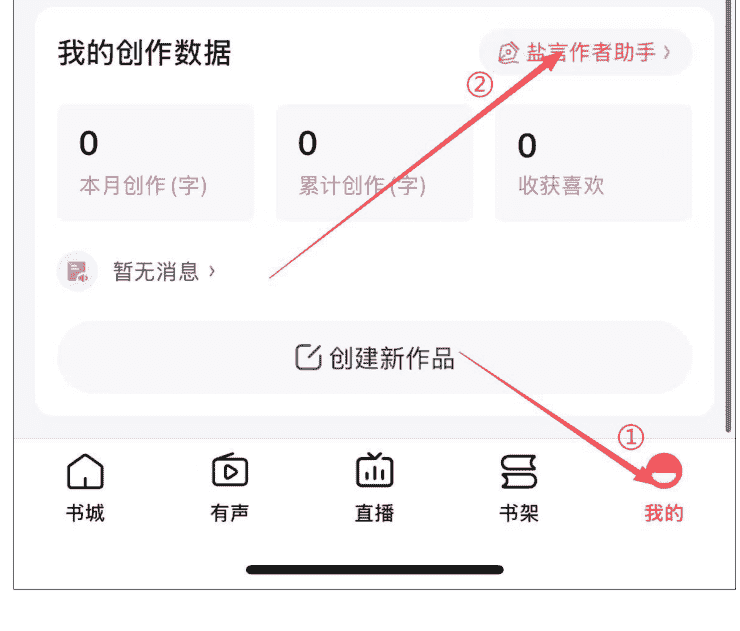 我的创作数据
盐言作者助手 >
②
0
0
0
本月创作 (字)
累计创作 (字)
收获喜欢
暂无消息 >
创建新作品
①
书城
有声
直播
书架
我的